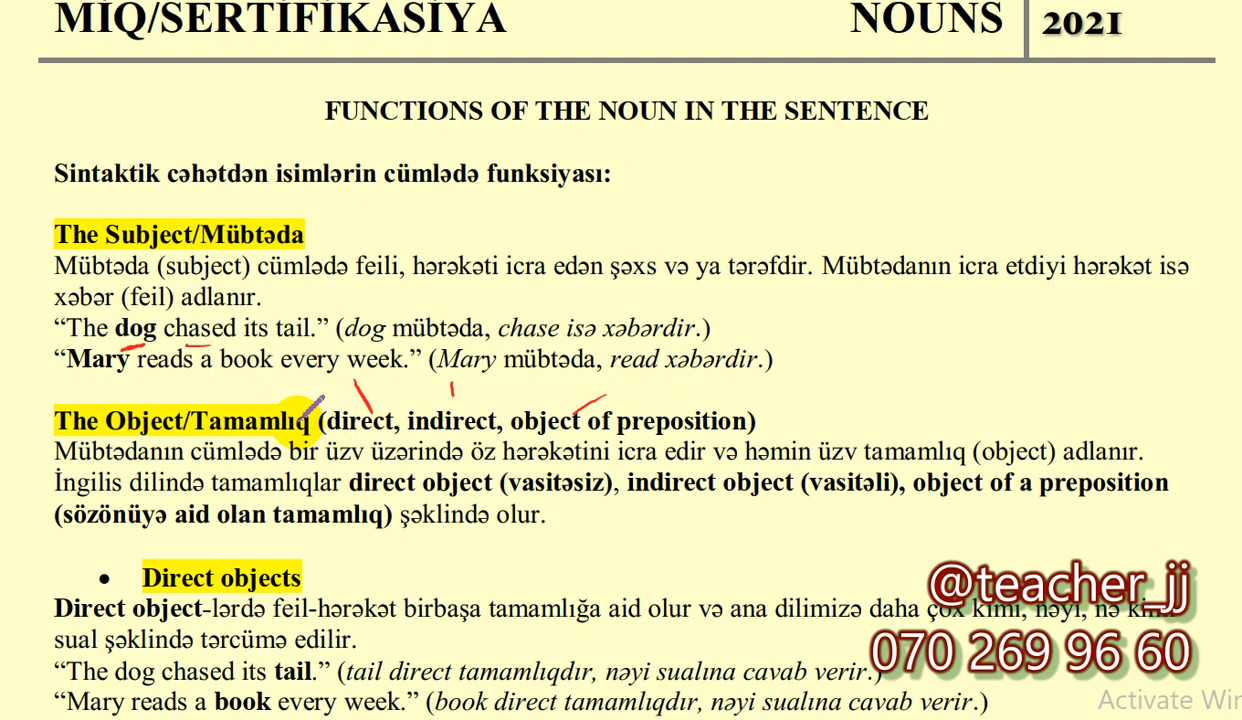 MİQ/SERTİFİKASİYA NOUNS 2021
FUNCTIONS OF THE NOUN IN THE SENTENCE
Sintaktik cəhətdən isimlərin cümlədə funksiyası:
The Subject/Mübtəda
Mübtəda (subject) cümlədə feili, hərəkəti icra edən şəxs və ya tərəfdir. Mübtədanın icra etdiyi hərəkət isə
xəbər (feil) adlanır.
“The dog chased its tail.” (dog mübtəda, chase isə xəbərdir.)
“Mary reads a book every week.” (Mary mübtəda, read xəbərdir.)
The Object/Tamamlıq (direct, indirect, object of preposition)
Mübtədanın cümlədə bir üzv üzərində öz hərəkətini icra edir və həmin üzv tamamlıq (object) adlanır.
İngilis dilində tamamlıqlar direct object (vasitəsiz), indirect object (vasitəli), object of a preposition
(sözönüyə aid olan tamamlıq) şəklində olur.
• Direct objects
Direct object-lərdə feil-hərəkət birbaşa tamamlığa aid olur və ana dilimizə daha çox kimi, nəyi, nə
sual şəklində tərcümə edilir.
“The dog chased its tail.” (tail direct tamamlıqdır, nəyi sualına cavab verir.)
“Mary reads a book every week.” (book direct tamamlıqdır, nəyi sualına cavab verir.)
@teacher_jj
070 269 96 60
Activate